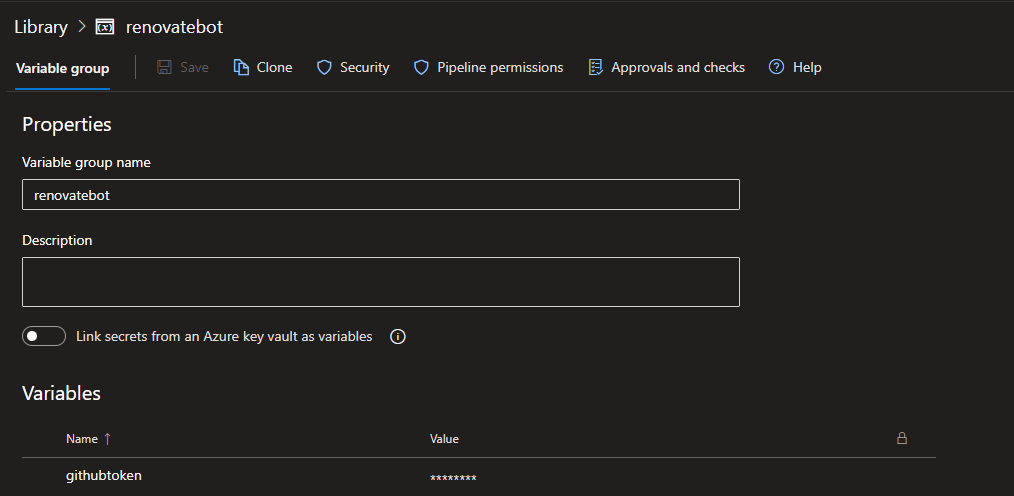 Library > renovatebot
Variable group Save Clone Security Pipeline permissions Approvals and checks Help
Properties
Variable group name
renovatebot
Description
Link secrets from an Azure key vault as variables
Variables
Name ↑ Value
githubtoken ********